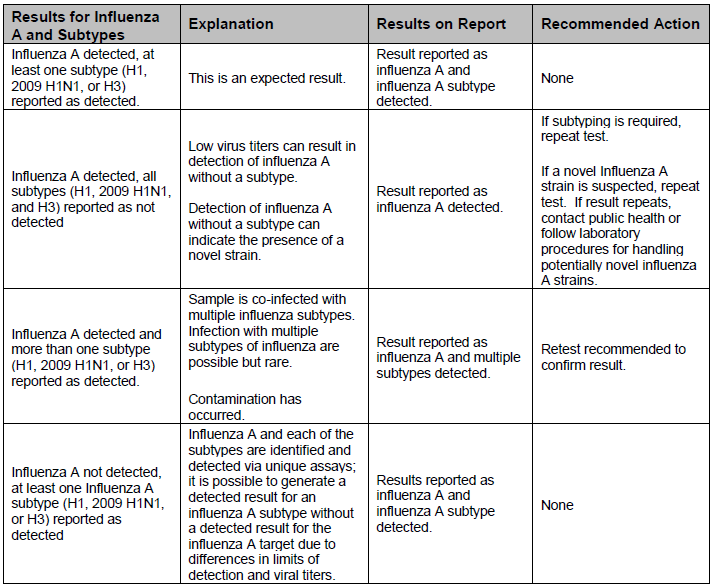 Results for Influenza
A and Subtypes
Explanation
Results on Report
Recommended Action
Influenza A detected, at
least one subtype (H1,
2009 H1N1, or H3)
reported as detected.
This is an expected result.
Result reported as
influenza A and
influenza A subtype
detected.
None
Influenza A detected, all
subtypes (H1, 2009 H1N1,
and H3) reported as not
detected
Low virus titers can result in
detection of influenza A
without a subtype.
Detection of influenza A
without a subtype can
indicate the presence of a
novel strain.
Result reported as
influenza A detected.
If subtyping is required,
repeat test.
If a novel Influenza A
strain is suspected, repeat
test.  If result repeats,
contact public health or
follow laboratory
procedures for handling
potentially novel influenza
A strains.
Influenza A detected and
more than one subtype
(H1, 2009 H1N1, or H3)
reported as detected.
Sample is co-infected with
multiple influenza subtypes.
Infection with multiple
subtypes of influenza are
possible but rare.
Contamination has
occurred.
Result reported as
influenza A and multiple
subtypes detected.
Retest recommended to
confirm result.
Influenza A not detected,
at least one Influenza A
subtype (H1, 2009 H1N1,
or H3) reported as
detected
Influenza A and each of the
subtypes are identified and
detected via unique assays;
it is possible to generate a
detected result for an
influenza A subtype without
a detected result for the
influenza A target due to
differences in limits of
detection and viral titers.
Results reported as
influenza A and
influenza A subtype
detected.
None